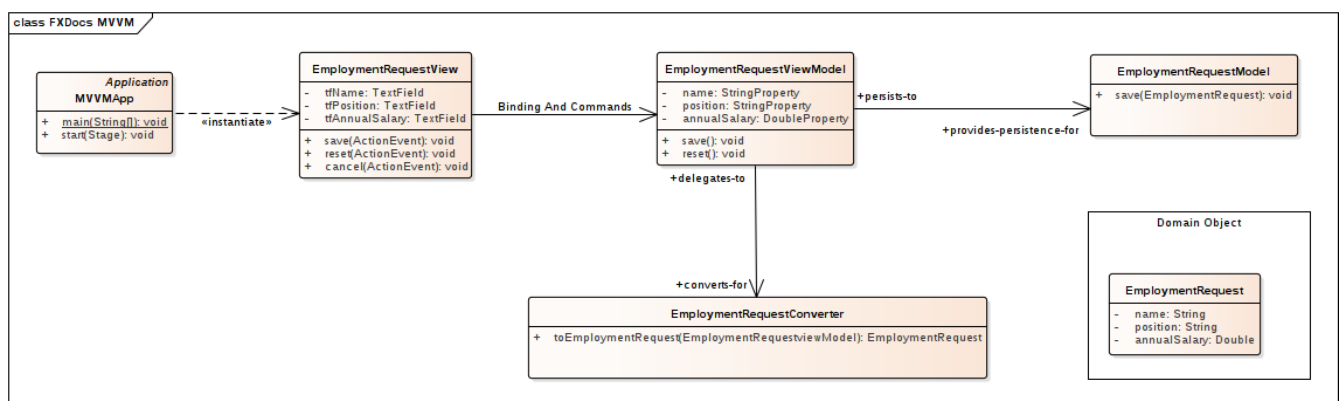 class FXDocs MVVM
Application
MVVMApp
+ main(String[]): void
+ start(Stage): void
«instantiate»
EmploymentRequestView
- tfName: TextField
- tfPosition: TextField
- tfAnnualSalary: TextField
+ save(ActionEvent): void
+ reset(ActionEvent): void
+ cancel(ActionEvent): void
Binding And Commands
EmploymentRequestViewModel
- name: StringProperty
- position: StringProperty
- annualSalary: DoubleProperty
+ save(): void
+ reset(): void
+persists-to
+provides-persistence-for
EmploymentRequestModel
+ save(EmploymentRequest): void
+delegates-to
+converts-for
EmploymentRequestConverter
+ toEmploymentRequest(EmploymentRequestviewModel): EmploymentRequest
Domain Object
EmploymentRequest
- name: String
- position: String
- annualSalary: Double